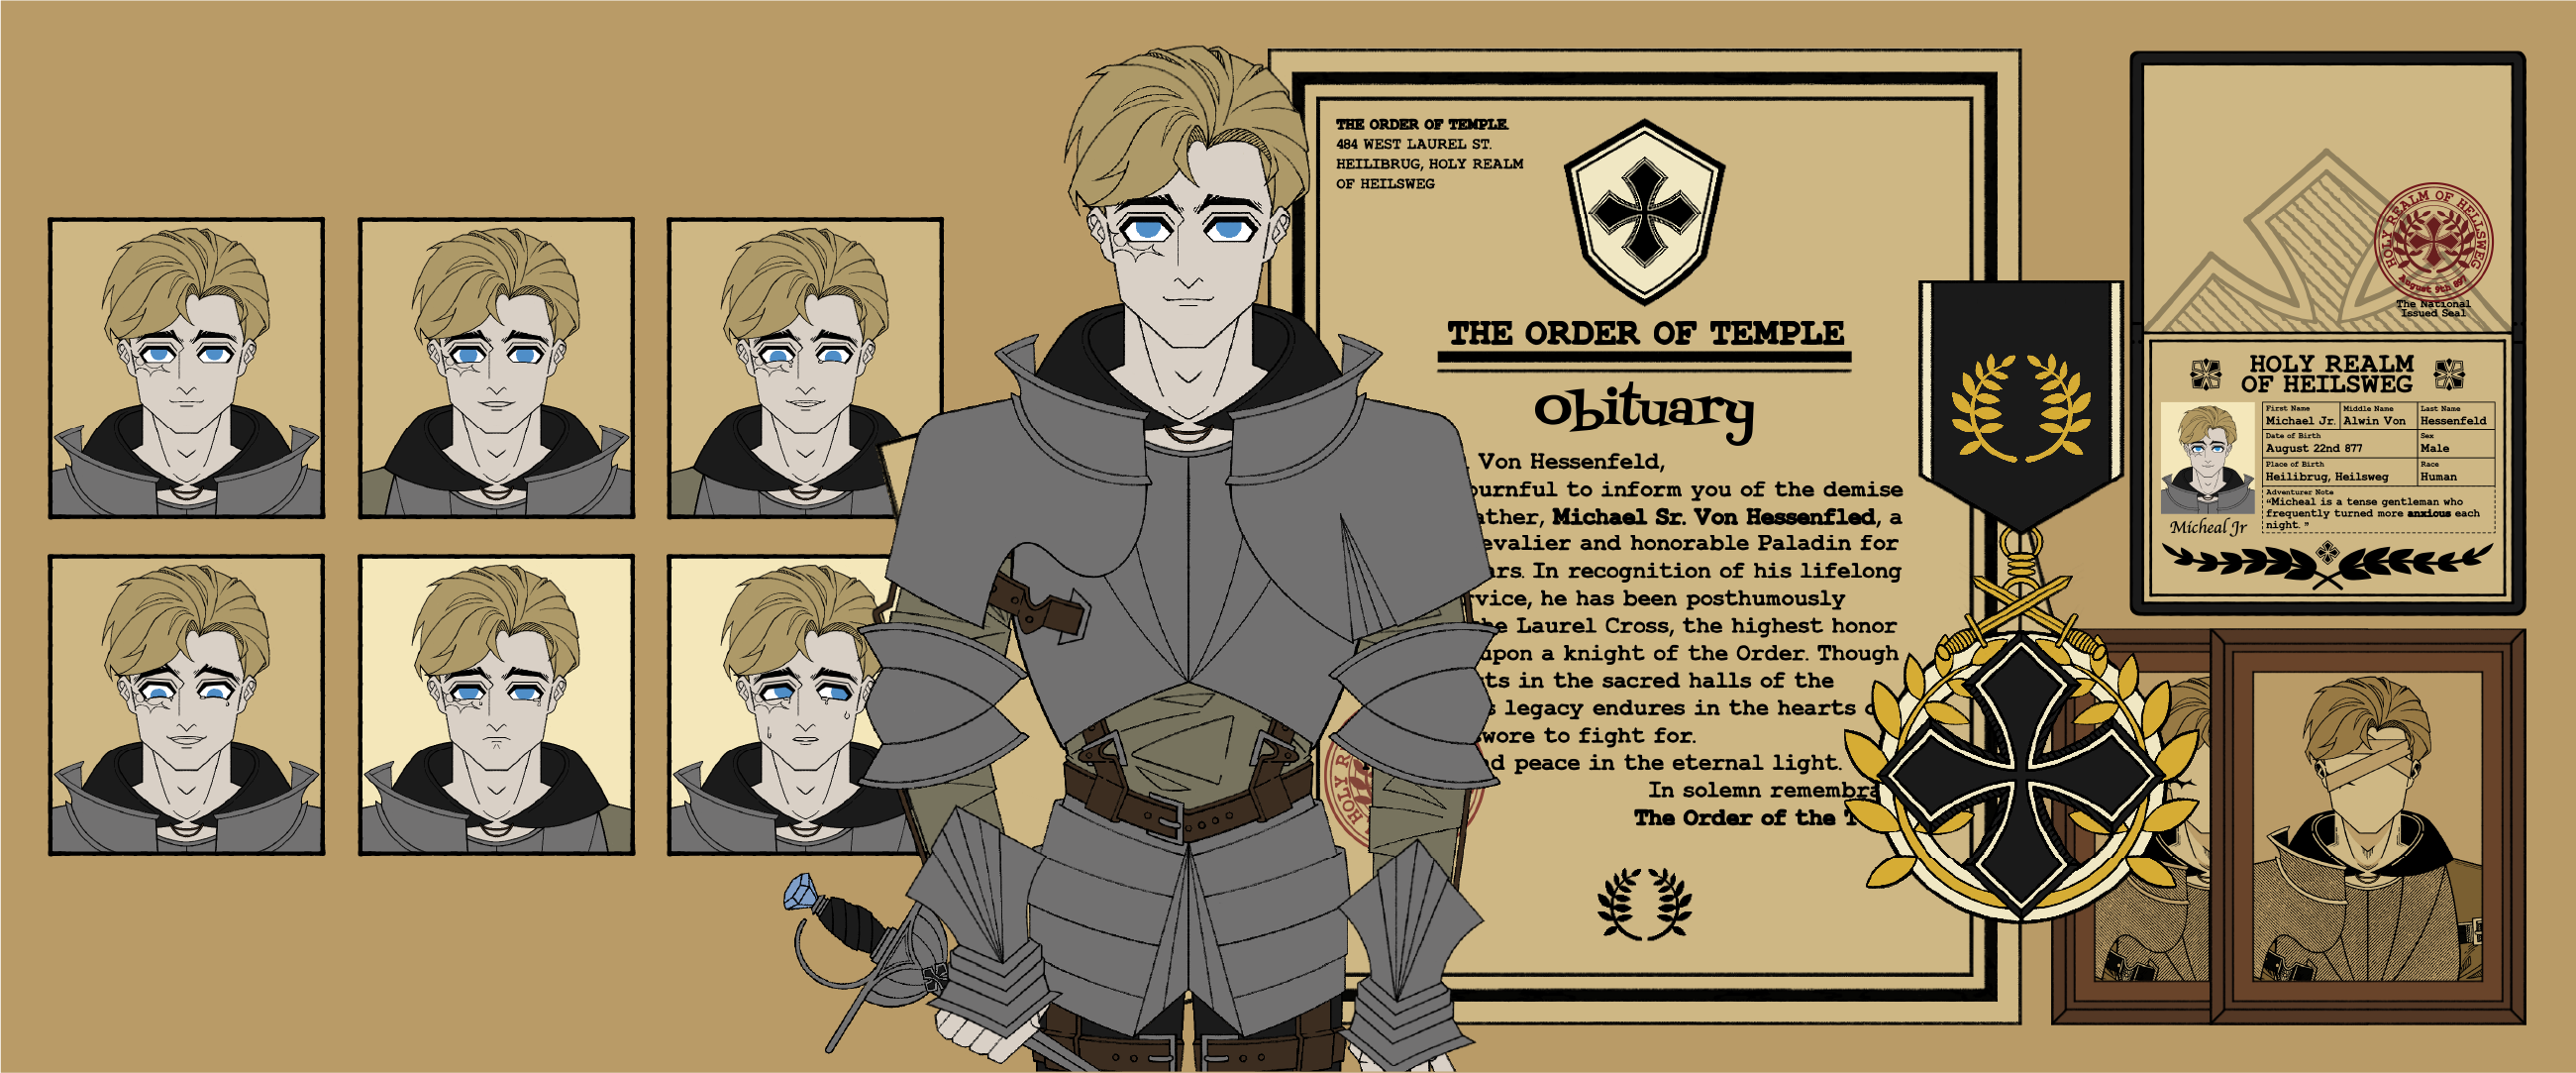 THE ORDER OF TEMPLE
484 WEST LAUREL ST.
HEILIBRUG, HOLY REALM
OF HEILSWEG
THE ORDER OF TEMPLE
Obituary
Von Hessenfeld,
ournful to inform you of the demise
ather, Michael Sr. Von Hessenfled, a
evalier and honorable Paladin for
ars. In recognition of his lifelong
rvice, he has been posthumously
he Laurel Cross, the highest honor
upon a knight of the Order. Though
ts in the sacred halls of the
s legacy endures in the hearts
wore to fight for.
d peace in the eternal light.
In solemn remembra
The Order of the T
HOLY R
HOLY REALM OF HELLSWEG
August 9th 89
The National
Issued Seal
HOLY REALM
OF HEILSWEG
First Name Middle Name Last Name
Michael Jr. Alwin Von Hessenfeld
Date of Birth Sex
August 22nd 877 Male
Place of Birth Race
Heilibrug, Heilsweg Human
Adventurer Note
"Micheal is a tense gentleman who
frequently turned more anxious each
night. "
Micheal Jr